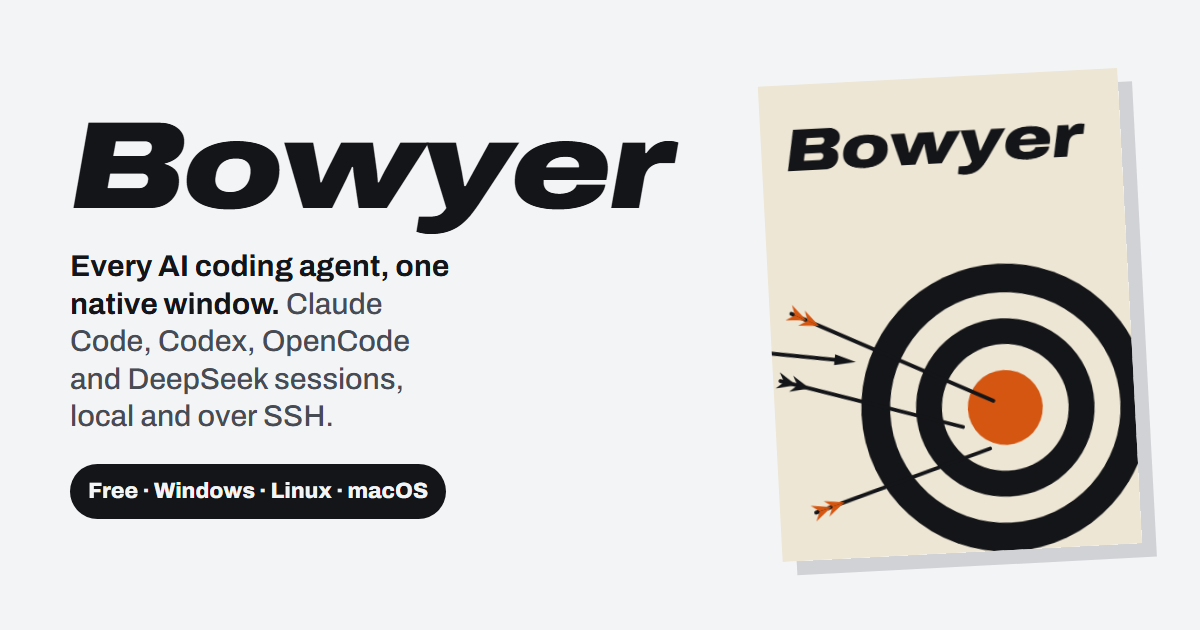 Bowyer
Every AI coding agent, one
native window. Claude
Code, Codex, OpenCode
and DeepSeek sessions,
local and over SSH.
Free · Windows · Linux · macOS
Bowyer